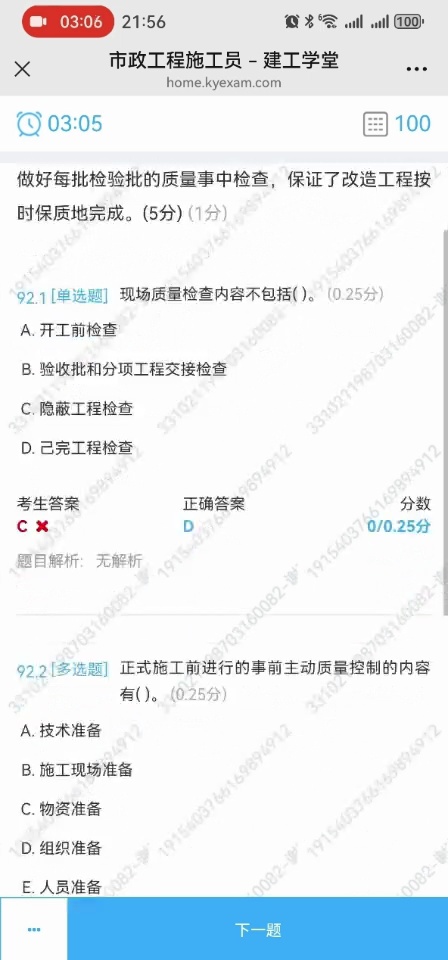 03:06 21:56 6 100
市政工程施工员 – 建工学堂
home.kyexam.com
03:05 100
做好每批检验批的质量事中检查，保证了改造工程按
时保质地完成。(5分) (1分)
92.1 [单选题] 现场质量检查内容不包括( )。 (0.25分)
A. 开工前检查
B. 验收批和分项工程交接检查
C. 隐蔽工程检查
D. 己完工程检查
考生答案 正确答案 分数
C D 0/0.25分
题目解析: 无解析
92.2 [多选题] 正式施工前进行的事前主动质量控制的内容
有( )。 (0.25分)
A. 技术准备
B. 施工现场准备
C. 物资准备
D. 组织准备
E. 人员准备
下一题